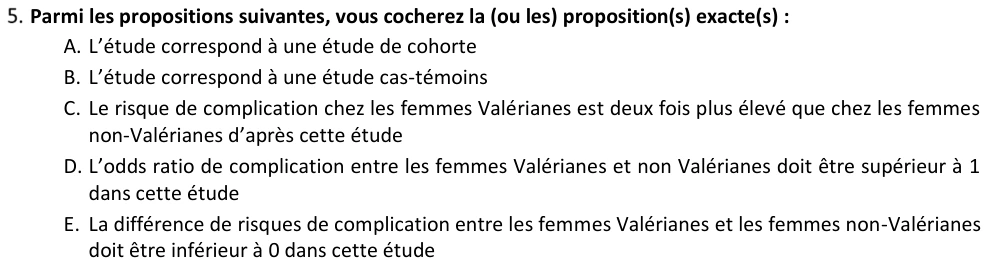 5. Parmi les propositions suivantes, vous cocherez la (ou les) proposition(s) exacte(s) :
A. L’étude correspond à une étude de cohorte
B. L’étude correspond à une étude cas-témoins
C. Le risque de complication chez les femmes Valérianes est deux fois plus élevé que chez les femmes
non-Valérianes d’après cette étude
D. L’odds ratio de complication entre les femmes Valérianes et non Valérianes doit être supérieur à 1
dans cette étude
E. La différence de risques de complication entre les femmes Valérianes et les femmes non-Valérianes
doit être inférieur à 0 dans cette étude